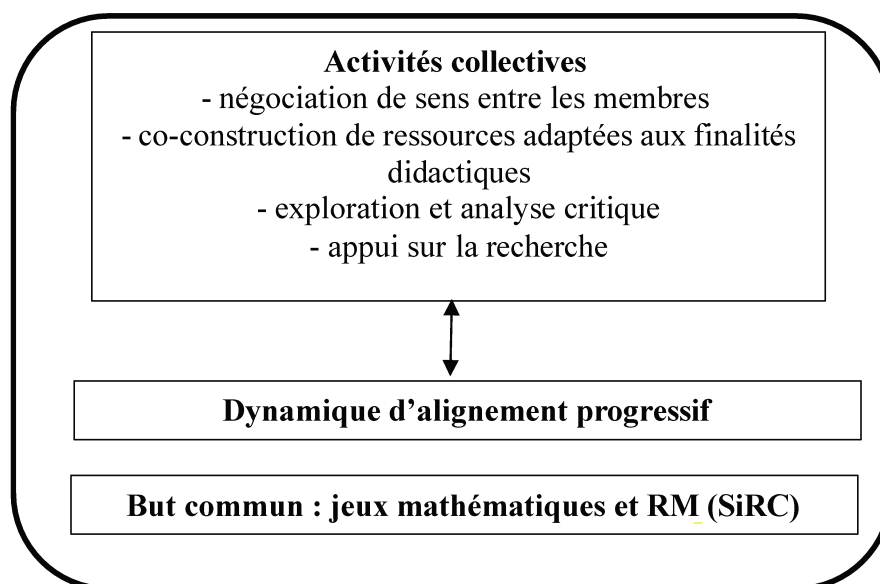 Activités collectives
- négociation de sens entre les membres
- co-construction de ressources adaptées aux finalités
didactiques
- exploration et analyse critique
- appui sur la recherche
Dynamique d’alignement progressif
But commun : jeux mathématiques et RM (SiRC)